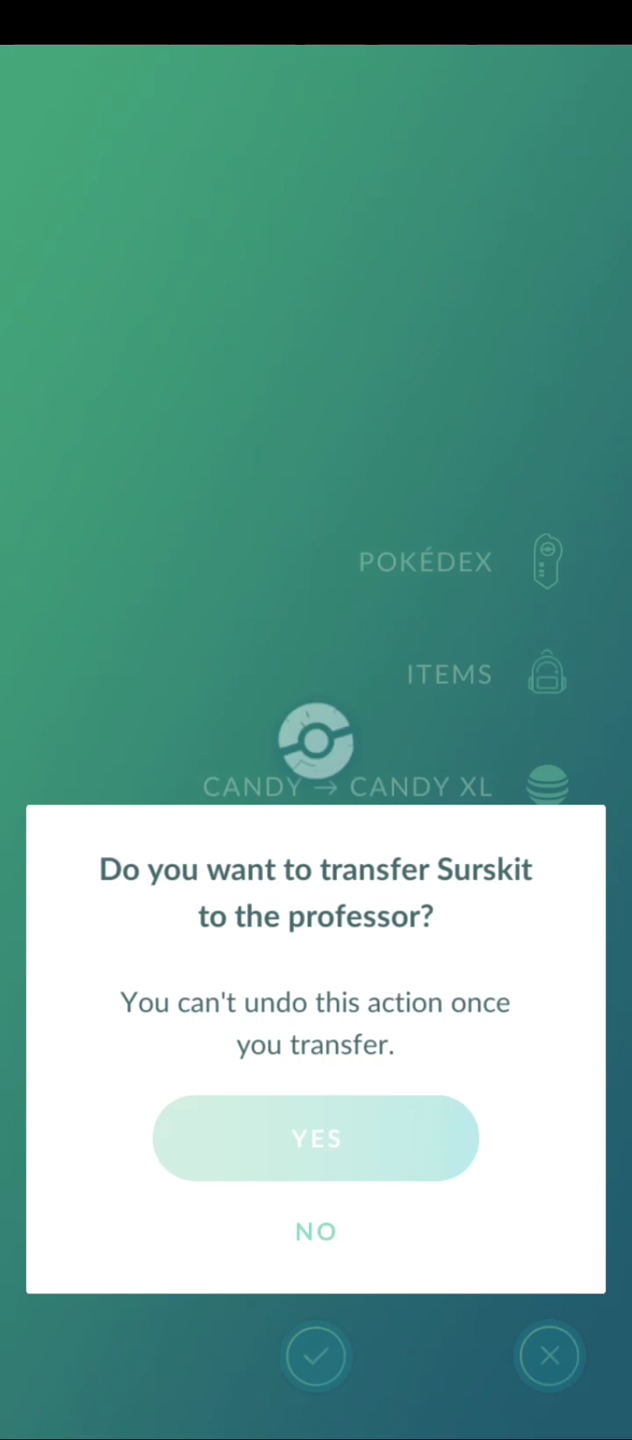 POKÉDEX
ITEMS
CANDY → CANDY XL
Do you want to transfer Surskit
to the professor?
You can't undo this action once
you transfer.
YES
NO